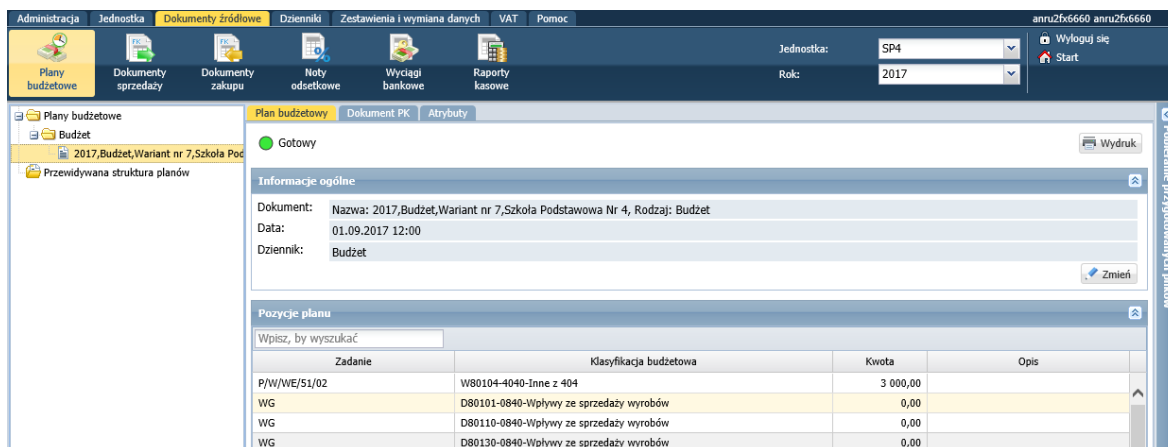 Administracja Jednostka Dokumenty źródłowe Dzienniki Zestawienia i wymiana danych VAT Pomoc anru2fx6660 anru2fx6660
Plany budżetowe
Dokumenty sprzedaży
Dokumenty zakupu
Noty odsetkowe
Wyciągi bankowe
Raporty kasowe
Jednostka: SP4
Rok: 2017
Wyloguj się
Start
Plany budżetowe
Budżet
2017,Budżet,Wariant nr 7,Szkoła Pod
Przewidywana struktura planów
Plan budżetowy Dokument PK Atrybuty
Gotowy Wydruk
Informacje ogólne
Dokument: Nazwa: 2017,Budżet,Wariant nr 7,Szkoła Podstawowa Nr 4, Rodzaj: Budżet
Data: 01.09.2017 12:00
Dziennik: Budżet
Zmień
Pozycje planu
Wpisz, by wyszukać
Zadanie Klasyfikacja budżetowa Kwota Opis
P/W/WE/51/02 W80104-4040-Inne z 404 3 000,00
WG D80101-0840-Wpływy ze sprzedaży wyrobów 0,00
WG D80110-0840-Wpływy ze sprzedaży wyrobów 0,00
WG D80130-0840-Wpływy ze sprzedaży wyrobów 0,00
Pobieranie przygotowanych plików